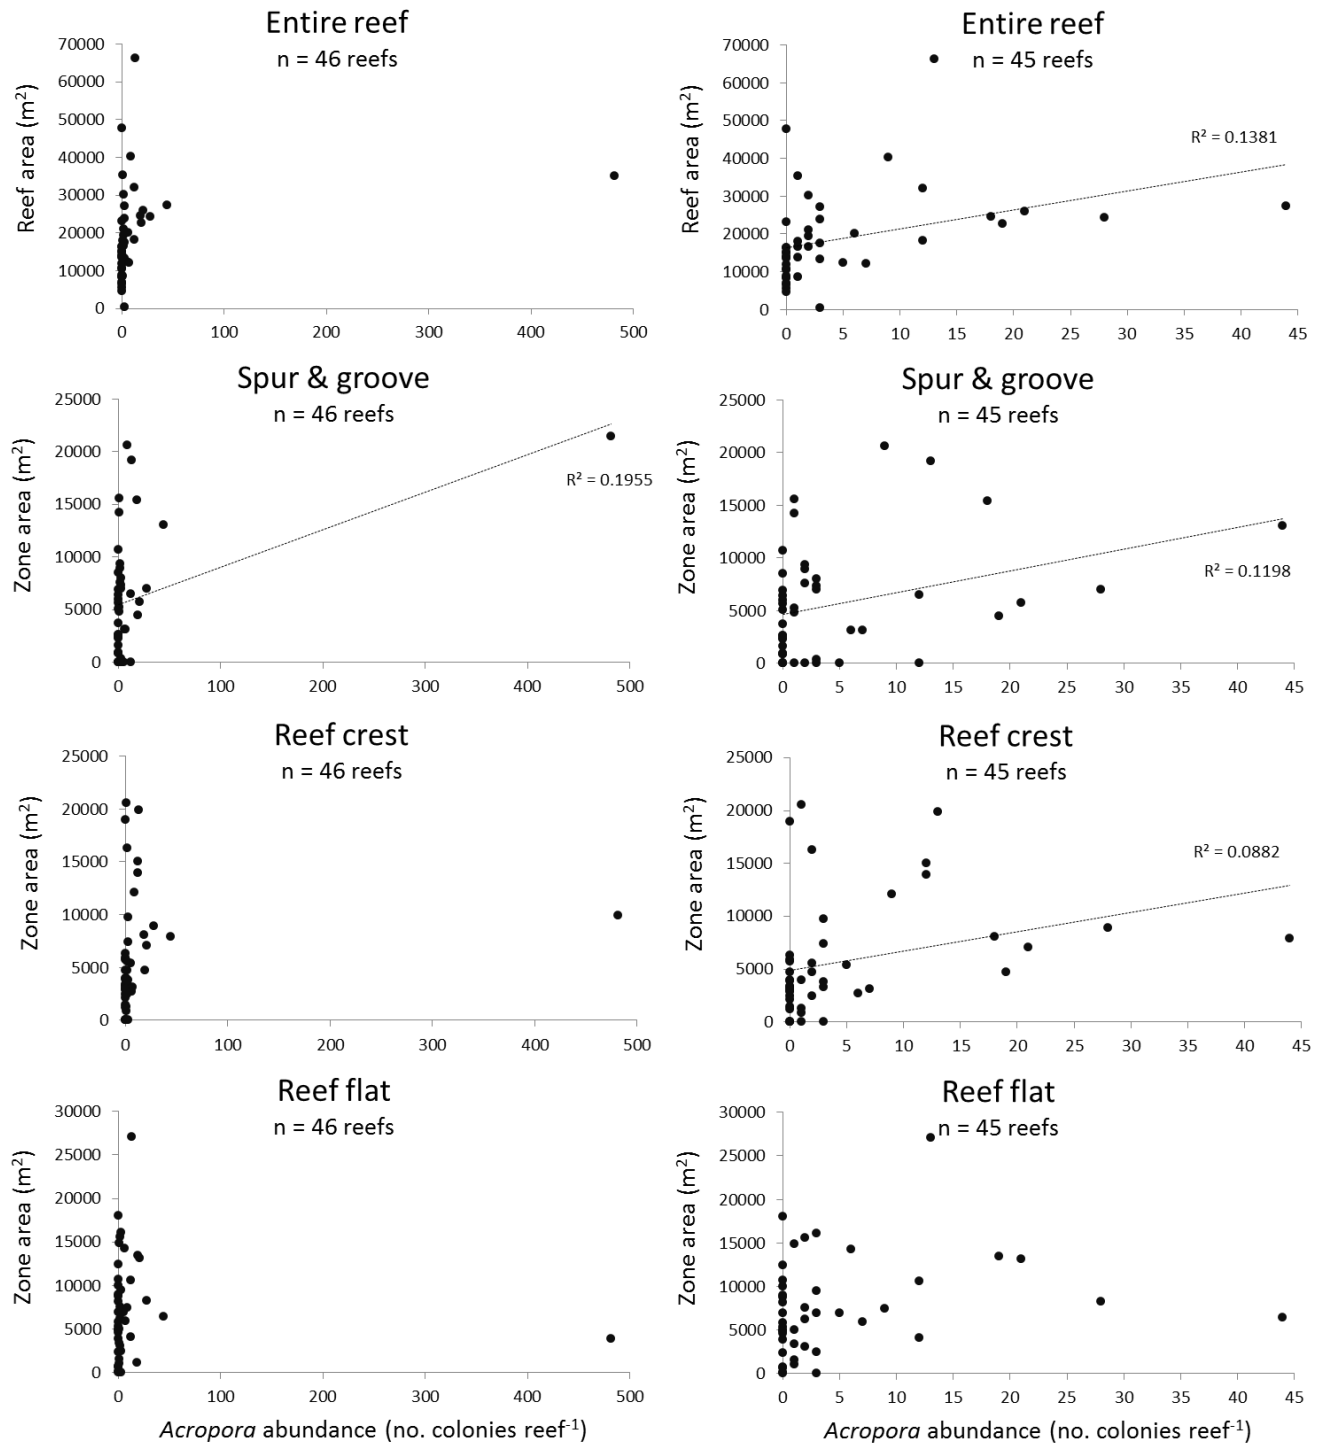 Entire reef
n = 46 reefs
Reef area (m²)
70000
60000
50000
40000
30000
20000
10000
0
0 100 200 300 400 500
Entire reef
n = 45 reefs
Reef area (m²)
70000
60000
50000
40000
30000
20000
10000
0
R² = 0.1381
0 5 10 15 20 25 30 35 40 45
Spur & groove
n = 46 reefs
Zone area (m²)
25000
20000
15000
10000
5000
0
R² = 0.1955
0 100 200 300 400 500
Spur & groove
n = 45 reefs
Zone area (m²)
25000
20000
15000
10000
5000
0
R² = 0.1198
0 5 10 15 20 25 30 35 40 45
Reef crest
n = 46 reefs
Zone area (m²)
25000
20000
15000
10000
5000
0
0 100 200 300 400 500
Reef crest
n = 45 reefs
Zone area (m²)
25000
20000
15000
10000
5000
0
R² = 0.0882
0 5 10 15 20 25 30 35 40 45
Reef flat
n = 46 reefs
Zone area (m²)
30000
25000
20000
15000
10000
5000
0
0 100 200 300 400 500
Acropora abundance (no. colonies reef⁻¹)
Reef flat
n = 45 reefs
Zone area (m²)
30000
25000
20000
15000
10000
5000
0
0 5 10 15 20 25 30 35 40 45
Acropora abundance (no. colonies reef⁻¹)